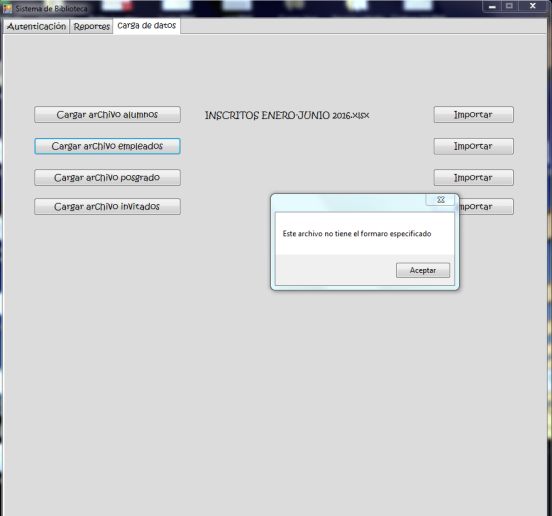 Sistema de Biblioteca
Autenticación Reportes Carga de datos
Cargar archivo alumnos INSCRITOS ENERO-JUNIO 2016.xlsx Importar
Cargar archivo empleados Importar
Cargar archivo posgrado Importar
Cargar archivo invitados mportar
Este archivo no tiene el formaro especificado
Aceptar